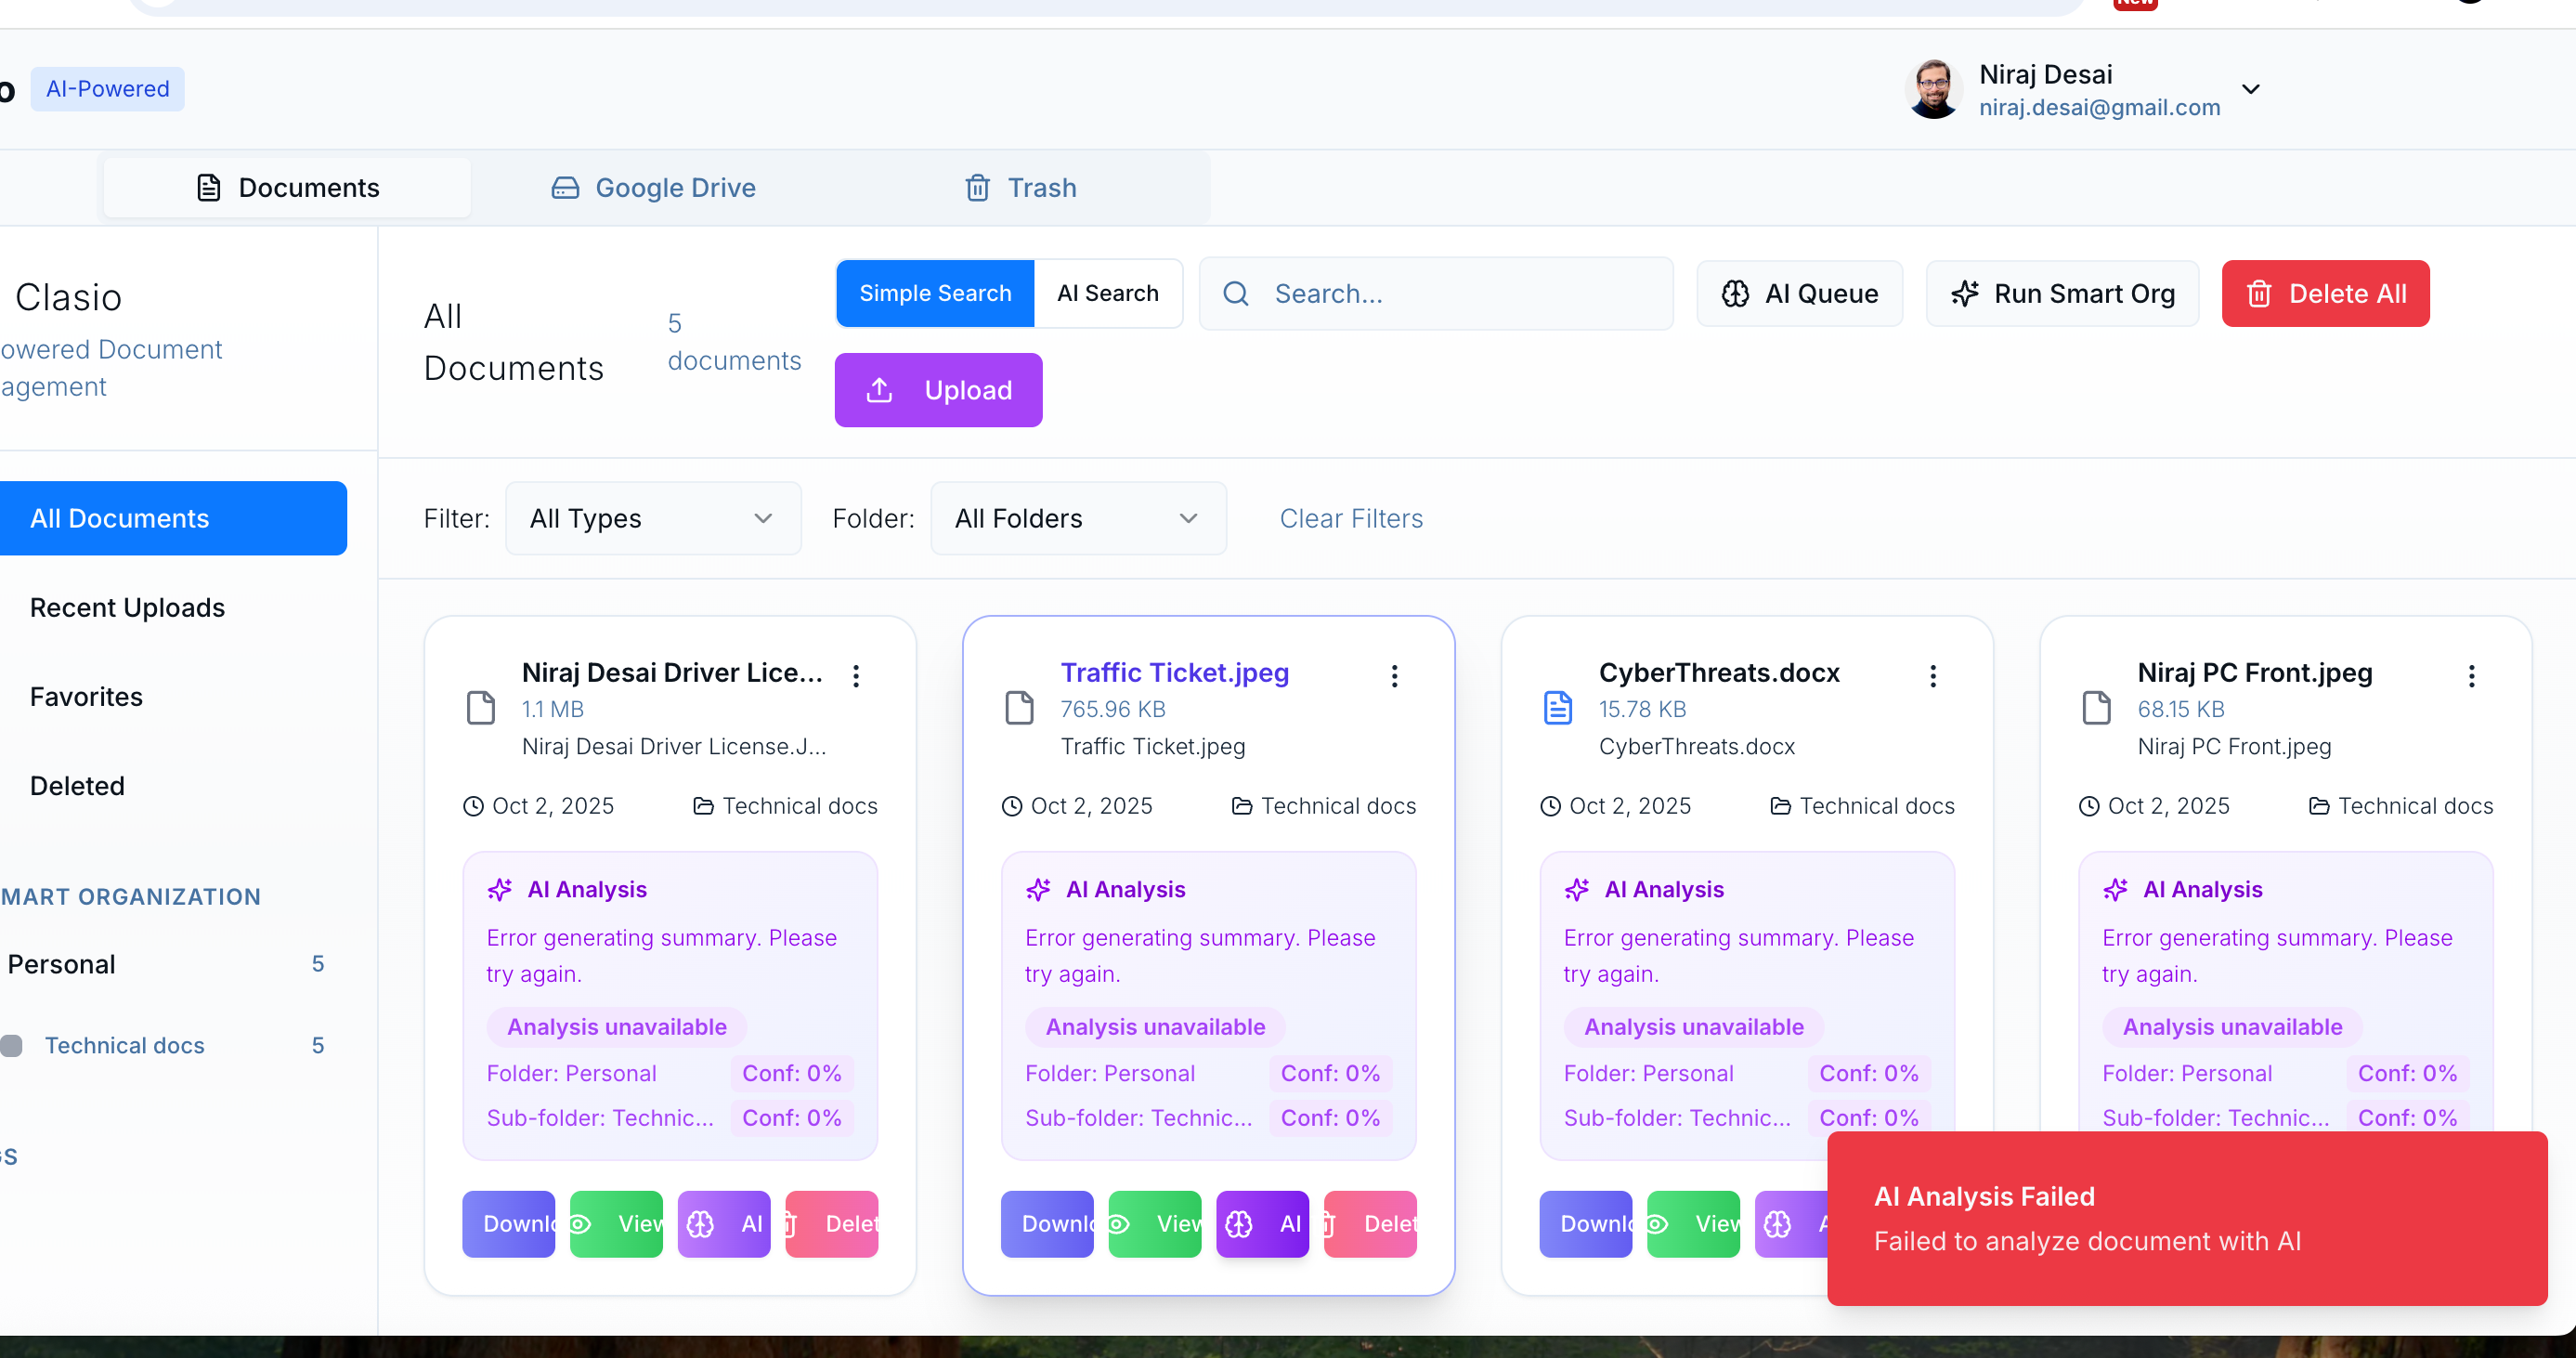 New
o AI-Powered
Niraj Desai
niraj.desai@gmail.com
Documents
Google Drive
Trash
Clasio
owered Document
agement
All
Documents
5
documents
Simple Search
AI Search
Search...
AI Queue
Run Smart Org
Delete All
Upload
All Documents
Recent Uploads
Favorites
Deleted
MART ORGANIZATION
Personal 5
Technical docs 5
GS
Filter: All Types
Folder: All Folders
Clear Filters
Niraj Desai Driver Lice...
1.1 MB
Niraj Desai Driver License.J...
Oct 2, 2025
Technical docs
AI Analysis
Error generating summary. Please
try again.
Analysis unavailable
Folder: Personal Conf: 0%
Sub-folder: Technic... Conf: 0%
Downlo View AI Delet
Traffic Ticket.jpeg
765.96 KB
Traffic Ticket.jpeg
Oct 2, 2025
Technical docs
AI Analysis
Error generating summary. Please
try again.
Analysis unavailable
Folder: Personal Conf: 0%
Sub-folder: Technic... Conf: 0%
Downlo View AI Delet
CyberThreats.docx
15.78 KB
CyberThreats.docx
Oct 2, 2025
Technical docs
AI Analysis
Error generating summary. Please
try again.
Analysis unavailable
Folder: Personal Conf: 0%
Sub-folder: Technic... Conf: 0%
Downlo View A
Niraj PC Front.jpeg
68.15 KB
Niraj PC Front.jpeg
Oct 2, 2025
Technical docs
AI Analysis
Error generating summary. Please
try again.
Analysis unavailable
Folder: Personal Conf: 0%
Sub-folder: Technic... Conf: 0%
AI Analysis Failed
Failed to analyze document with AI